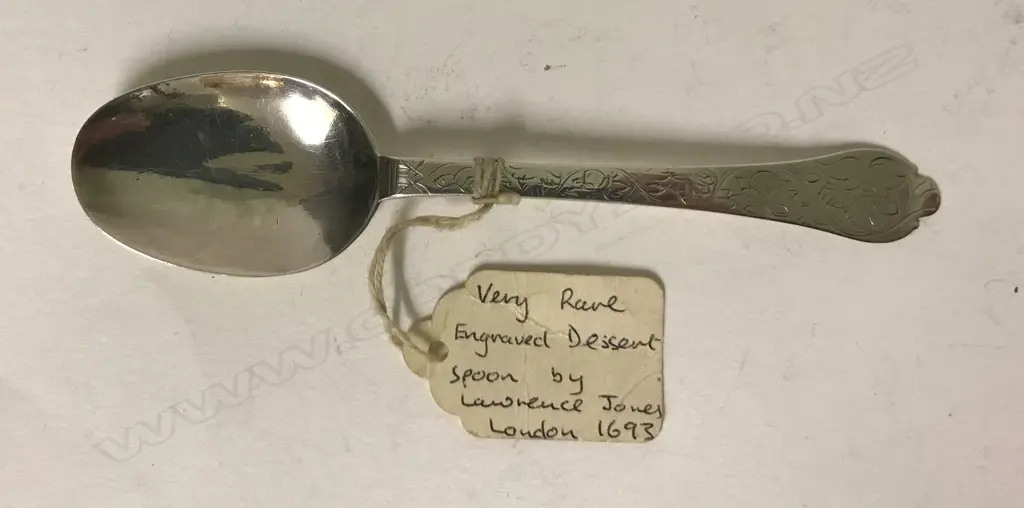 Very Rare
Engraved Dessert
spoon by
Lawrence Jones
London 1693